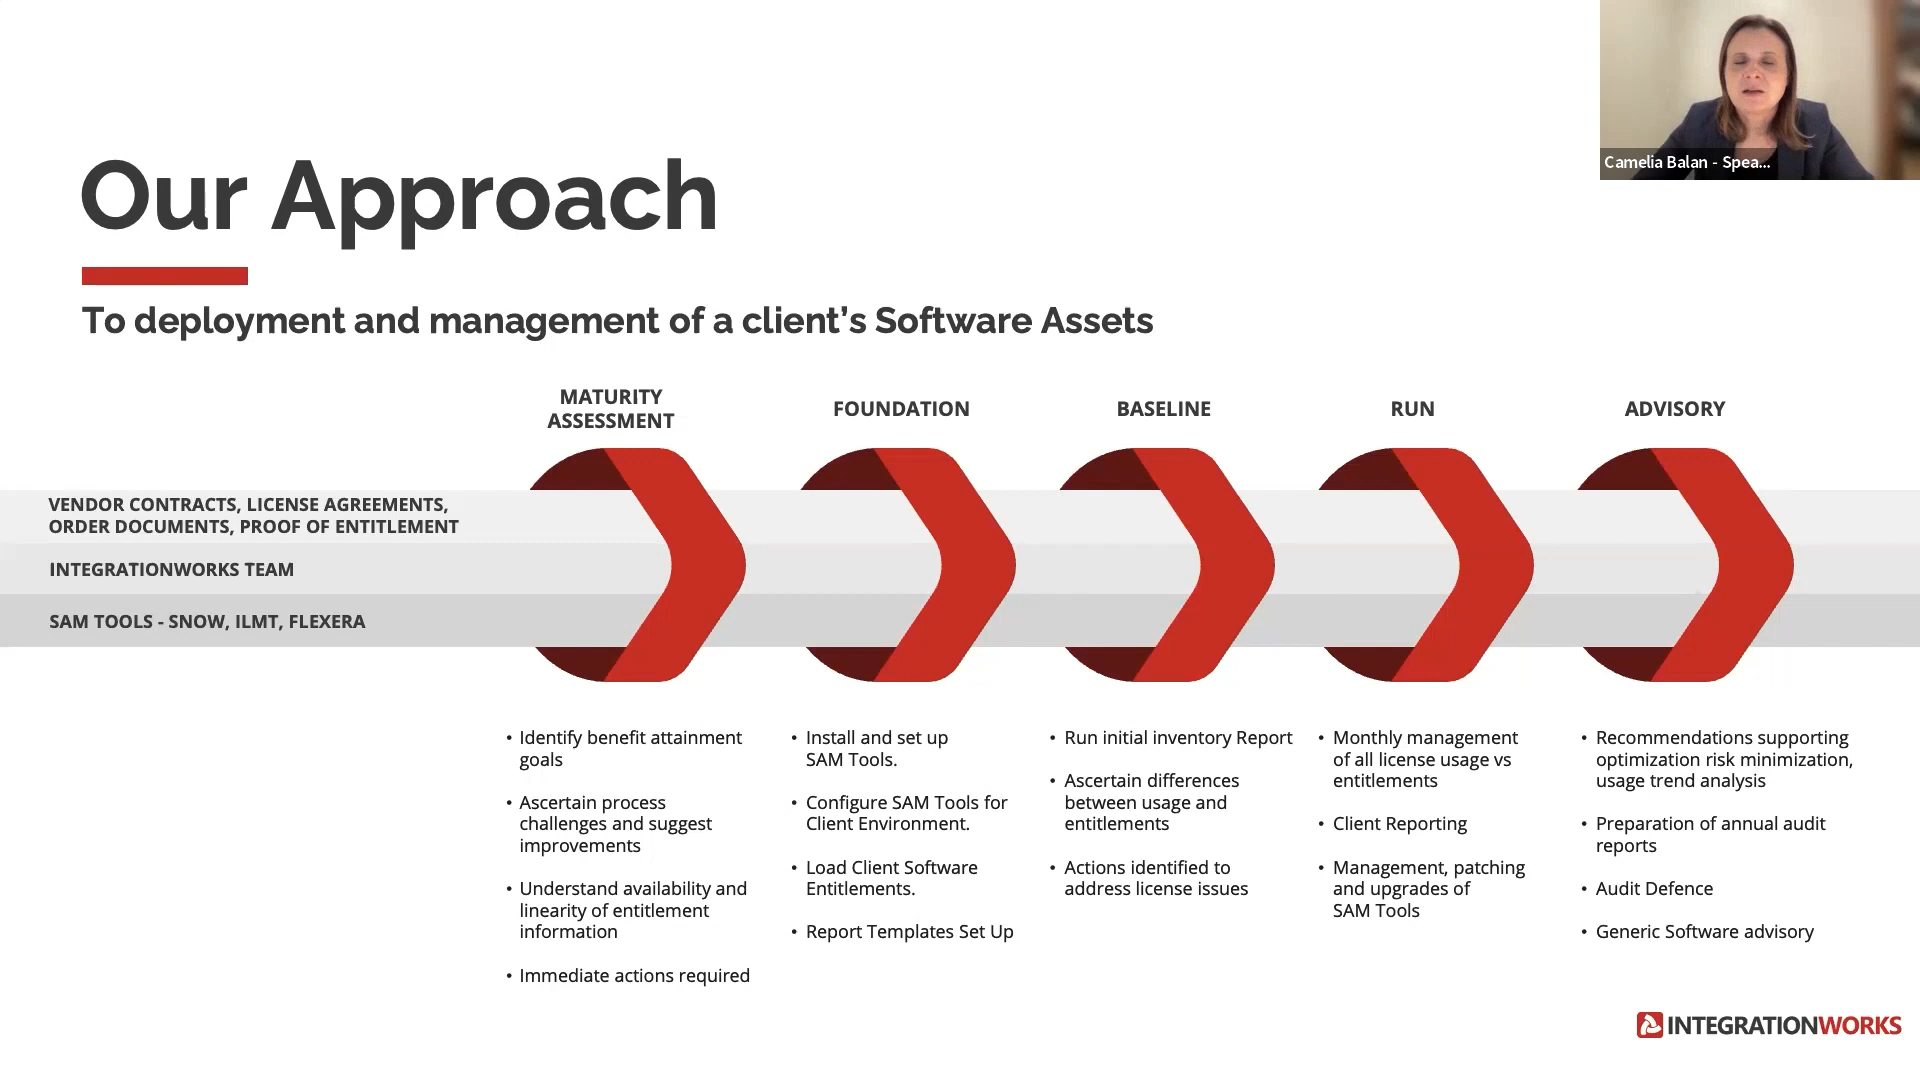 Camelia Balan - Spea...
Our Approach
To deployment and management of a client’s Software Assets
MATURITY
ASSESSMENT
FOUNDATION
BASELINE
RUN
ADVISORY
VENDOR CONTRACTS, LICENSE AGREEMENTS,
ORDER DOCUMENTS, PROOF OF ENTITLEMENT
INTEGRATIONWORKS TEAM
SAM TOOLS - SNOW, ILMT, FLEXERA
• Identify benefit attainment
goals
• Ascertain process
challenges and suggest
improvements
• Understand availability and
linearity of entitlement
information
• Immediate actions required
• Install and set up
SAM Tools.
• Configure SAM Tools for
Client Environment.
• Load Client Software
Entitlements.
• Report Templates Set Up
• Run initial inventory Report
• Ascertain differences
between usage and
entitlements
• Actions identified to
address license issues
• Monthly management
of all license usage vs
entitlements
• Client Reporting
• Management, patching
and upgrades of
SAM Tools
• Recommendations supporting
optimization risk minimization,
usage trend analysis
• Preparation of annual audit
reports
• Audit Defence
• Generic Software advisory
INTEGRATIONWORKS